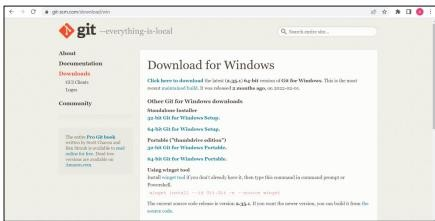 git-scm.com/download/win
git --everything-is-local
Search entire site...
About
Documentation
Downloads
GUI Clients
Logos
Community
The entire Pro Git book
written by Scott Chacon and
Ben Straub is available to read
online for free. Dead tree
versions are available on
Amazon.com.
Download for Windows
Click here to download the latest (2.35.1) 64-bit version of Git for Windows. This is the most
recent maintained build. It was released 2 months ago, on 2022-02-01.
Other Git for Windows downloads
Standalone Installer
32-bit Git for Windows Setup.
64-bit Git for Windows Setup.
Portable ("thumbdrive edition")
32-bit Git for Windows Portable.
64-bit Git for Windows Portable.
Using winget tool
Install winget tool if you don't already have it, then type this command in command prompt or
Powershell.
winget install --id Git.Git -e --source winget
The current source code release is version 2.35.1. If you want the newer version, you can build it from the
source code.